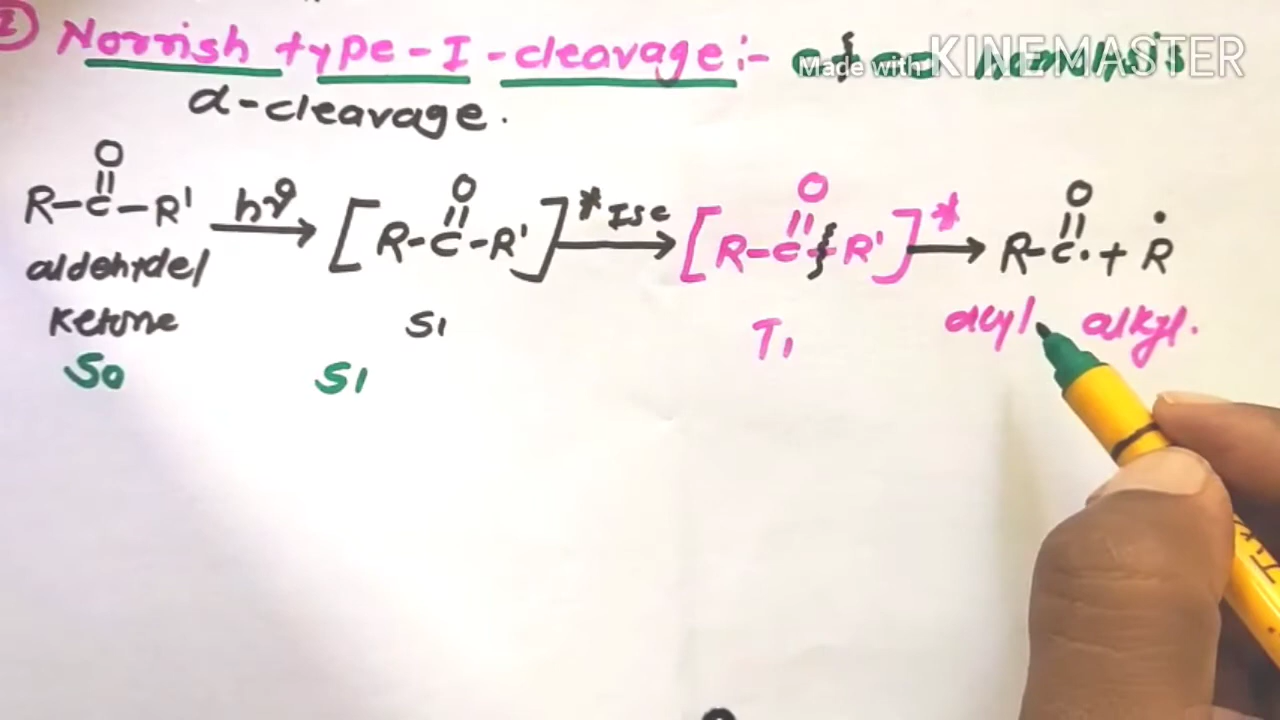 I) Norrish type-I-cleavage:-
Made with KINEMASTER
α-cleavage.
O O O O
R-C-R' hν [R-C-R']* Isc [R-C-R']* R-C. + Ṙ
aldehyde/
Ketone S1 T1 acyl. alkyl.
S0 S1